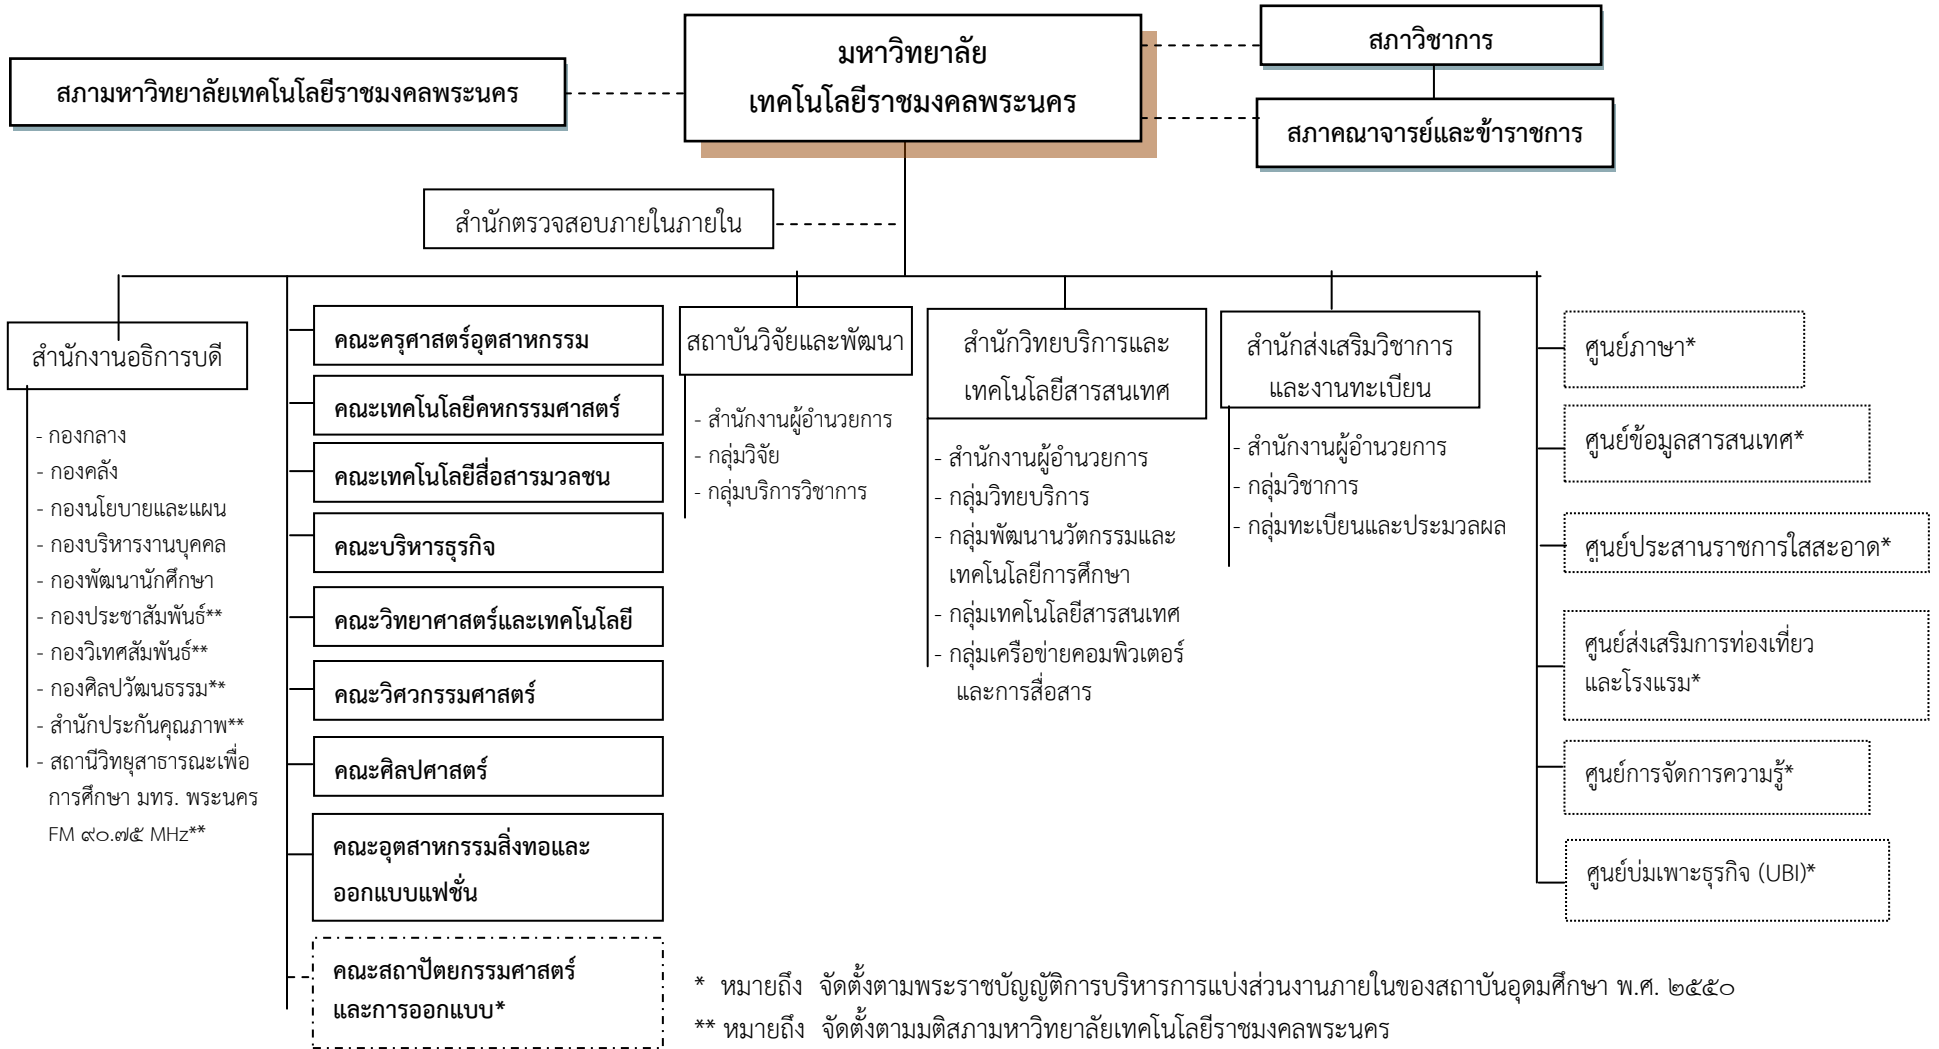 มหาวิทยาลัย
เทคโนโลยีราชมงคลพระนคร
สภามหาวิทยาลัยเทคโนโลยีราชมงคลพระนคร
สภาวิชาการ
สภาคณาจารย์และข้าราชการ
สำนักตรวจสอบภายในภายใน
สำนักงานอธิการบดี
- กองกลาง
- กองคลัง
- กองนโยบายและแผน
- กองบริหารงานบุคคล
- กองพัฒนานักศึกษา
- กองประชาสัมพันธ์**
- กองวิเทศสัมพันธ์**
- กองศิลปวัฒนธรรม**
- สำนักประกันคุณภาพ**
- สถานีวิทยุสาธารณะเพื่อ
การศึกษา มทร. พระนคร
FM ๙๐.๗๕ MHz**
คณะครุศาสตร์อุตสาหกรรม
คณะเทคโนโลยีคหกรรมศาสตร์
คณะเทคโนโลยีสื่อสารมวลชน
คณะบริหารธุรกิจ
คณะวิทยาศาสตร์และเทคโนโลยี
คณะวิศวกรรมศาสตร์
คณะศิลปศาสตร์
คณะอุตสาหกรรมสิ่งทอและ
ออกแบบแฟชั่น
คณะสถาปัตยกรรมศาสตร์
และการออกแบบ*
สถาบันวิจัยและพัฒนา
- สำนักงานผู้อำนวยการ
- กลุ่มวิจัย
- กลุ่มบริการวิชาการ
สำนักวิทยบริการและ
เทคโนโลยีสารสนเทศ
- สำนักงานผู้อำนวยการ
- กลุ่มวิทยบริการ
- กลุ่มพัฒนานวัตกรรมและ
เทคโนโลยีการศึกษา
- กลุ่มเทคโนโลยีสารสนเทศ
- กลุ่มเครือข่ายคอมพิวเตอร์
และการสื่อสาร
สำนักส่งเสริมวิชาการ
และงานทะเบียน
- สำนักงานผู้อำนวยการ
- กลุ่มวิชาการ
- กลุ่มทะเบียนและประมวลผล
ศูนย์ภาษา*
ศูนย์ข้อมูลสารสนเทศ*
ศูนย์ประสานราชการใสสะอาด*
ศูนย์ส่งเสริมการท่องเที่ยว
และโรงแรม*
ศูนย์การจัดการความรู้*
ศูนย์บ่มเพาะธุรกิจ (UBI)*
* หมายถึง จัดตั้งตามพระราชบัญญัติการบริหารการแบ่งส่วนงานภายในของสถาบันอุดมศึกษา พ.ศ. ๒๕๕๐
** หมายถึง จัดตั้งตามมติสภามหาวิทยาลัยเทคโนโลยีราชมงคลพระนคร